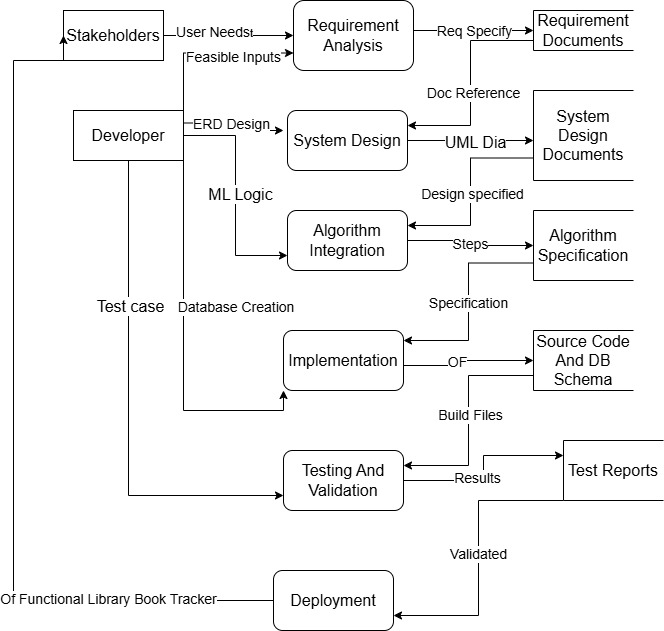 Stakeholders
User Needs
Requirement
Analysis
Req Specify
Requirement
Documents
Feasible Inputs
Doc Reference
Developer
ERD Design
System Design
UML Dia
System
Design
Documents
ML Logic
Design specified
Algorithm
Integration
Steps
Algorithm
Specification
Test case
Database Creation
Specification
Implementation
OF
Source Code
And DB
Schema
Build Files
Testing And
Validation
Results
Test Reports
Validated
Of Functional Library Book Tracker
Deployment